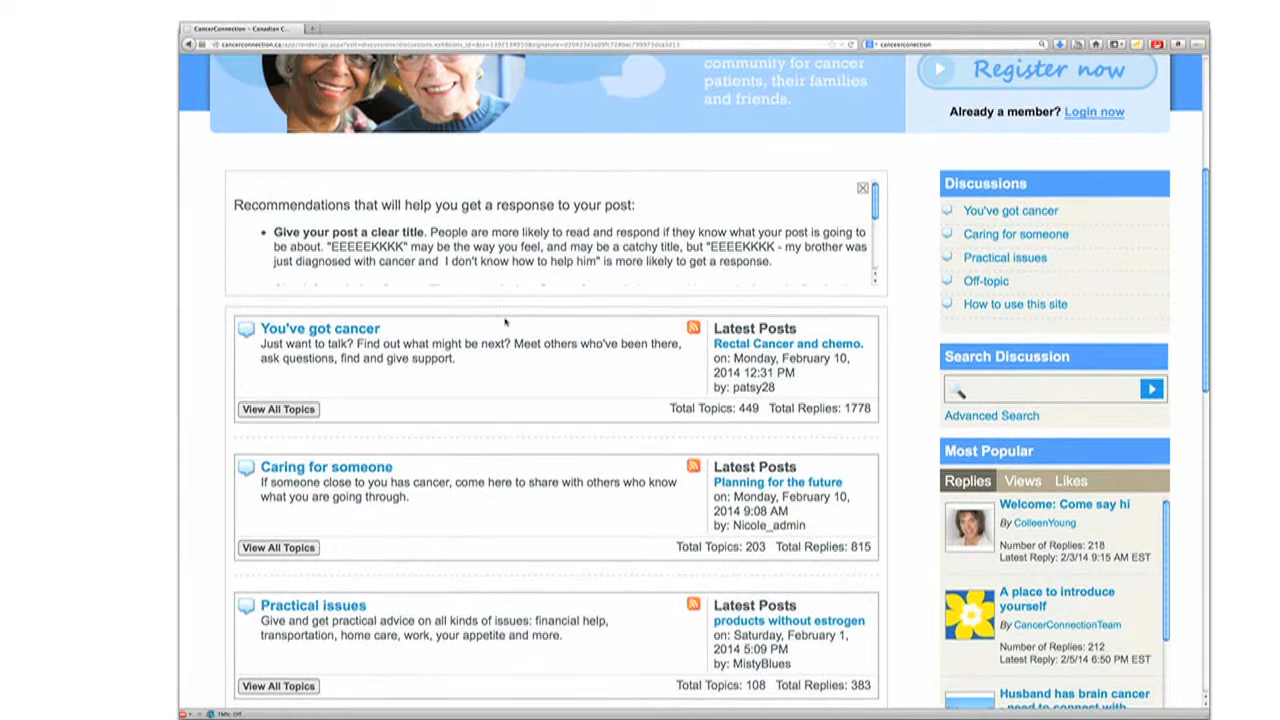 CancerConnection - Canadian C...
cancerconnection.ca
community for cancer
patients, their families
and friends.
Register now
Already a member? Login now
Recommendations that will help you get a response to your post:
• Give your post a clear title. People are more likely to read and respond if they know what your post is going to
be about. "EEEEEKKKK" may be the way you feel, and may be a catchy title, but "EEEEKKKK - my brother was
just diagnosed with cancer and I don't know how to help him" is more likely to get a response.
You've got cancer
Just want to talk? Find out what might be next? Meet others who've been there,
ask questions, find and give support.
View All Topics
Latest Posts
Rectal Cancer and chemo.
on: Monday, February 10,
2014 12:31 PM
by: patsy28
Total Topics: 449 Total Replies: 1778
Caring for someone
If someone close to you has cancer, come here to share with others who know
what you are going through.
View All Topics
Latest Posts
Planning for the future
on: Monday, February 10,
2014 9:08 AM
by: Nicole_admin
Total Topics: 203 Total Replies: 815
Practical issues
Give and get practical advice on all kinds of issues: financial help,
transportation, home care, work, your appetite and more.
View All Topics
Latest Posts
products without estrogen
on: Saturday, February 1,
2014 5:09 PM
by: MistyBlues
Total Topics: 108 Total Replies: 383
Discussions
You've got cancer
Caring for someone
Practical issues
Off-topic
How to use this site
Search Discussion
Advanced Search
Most Popular
Replies Views Likes
Welcome: Come say hi
By ColleenYoung
Number of Replies: 218
Latest Reply: 2/3/14 9:15 AM EST
A place to introduce
yourself
By CancerConnectionTeam
Number of Replies: 212
Latest Reply: 2/5/14 6:50 PM EST
Husband has brain cancer
- need to connect with